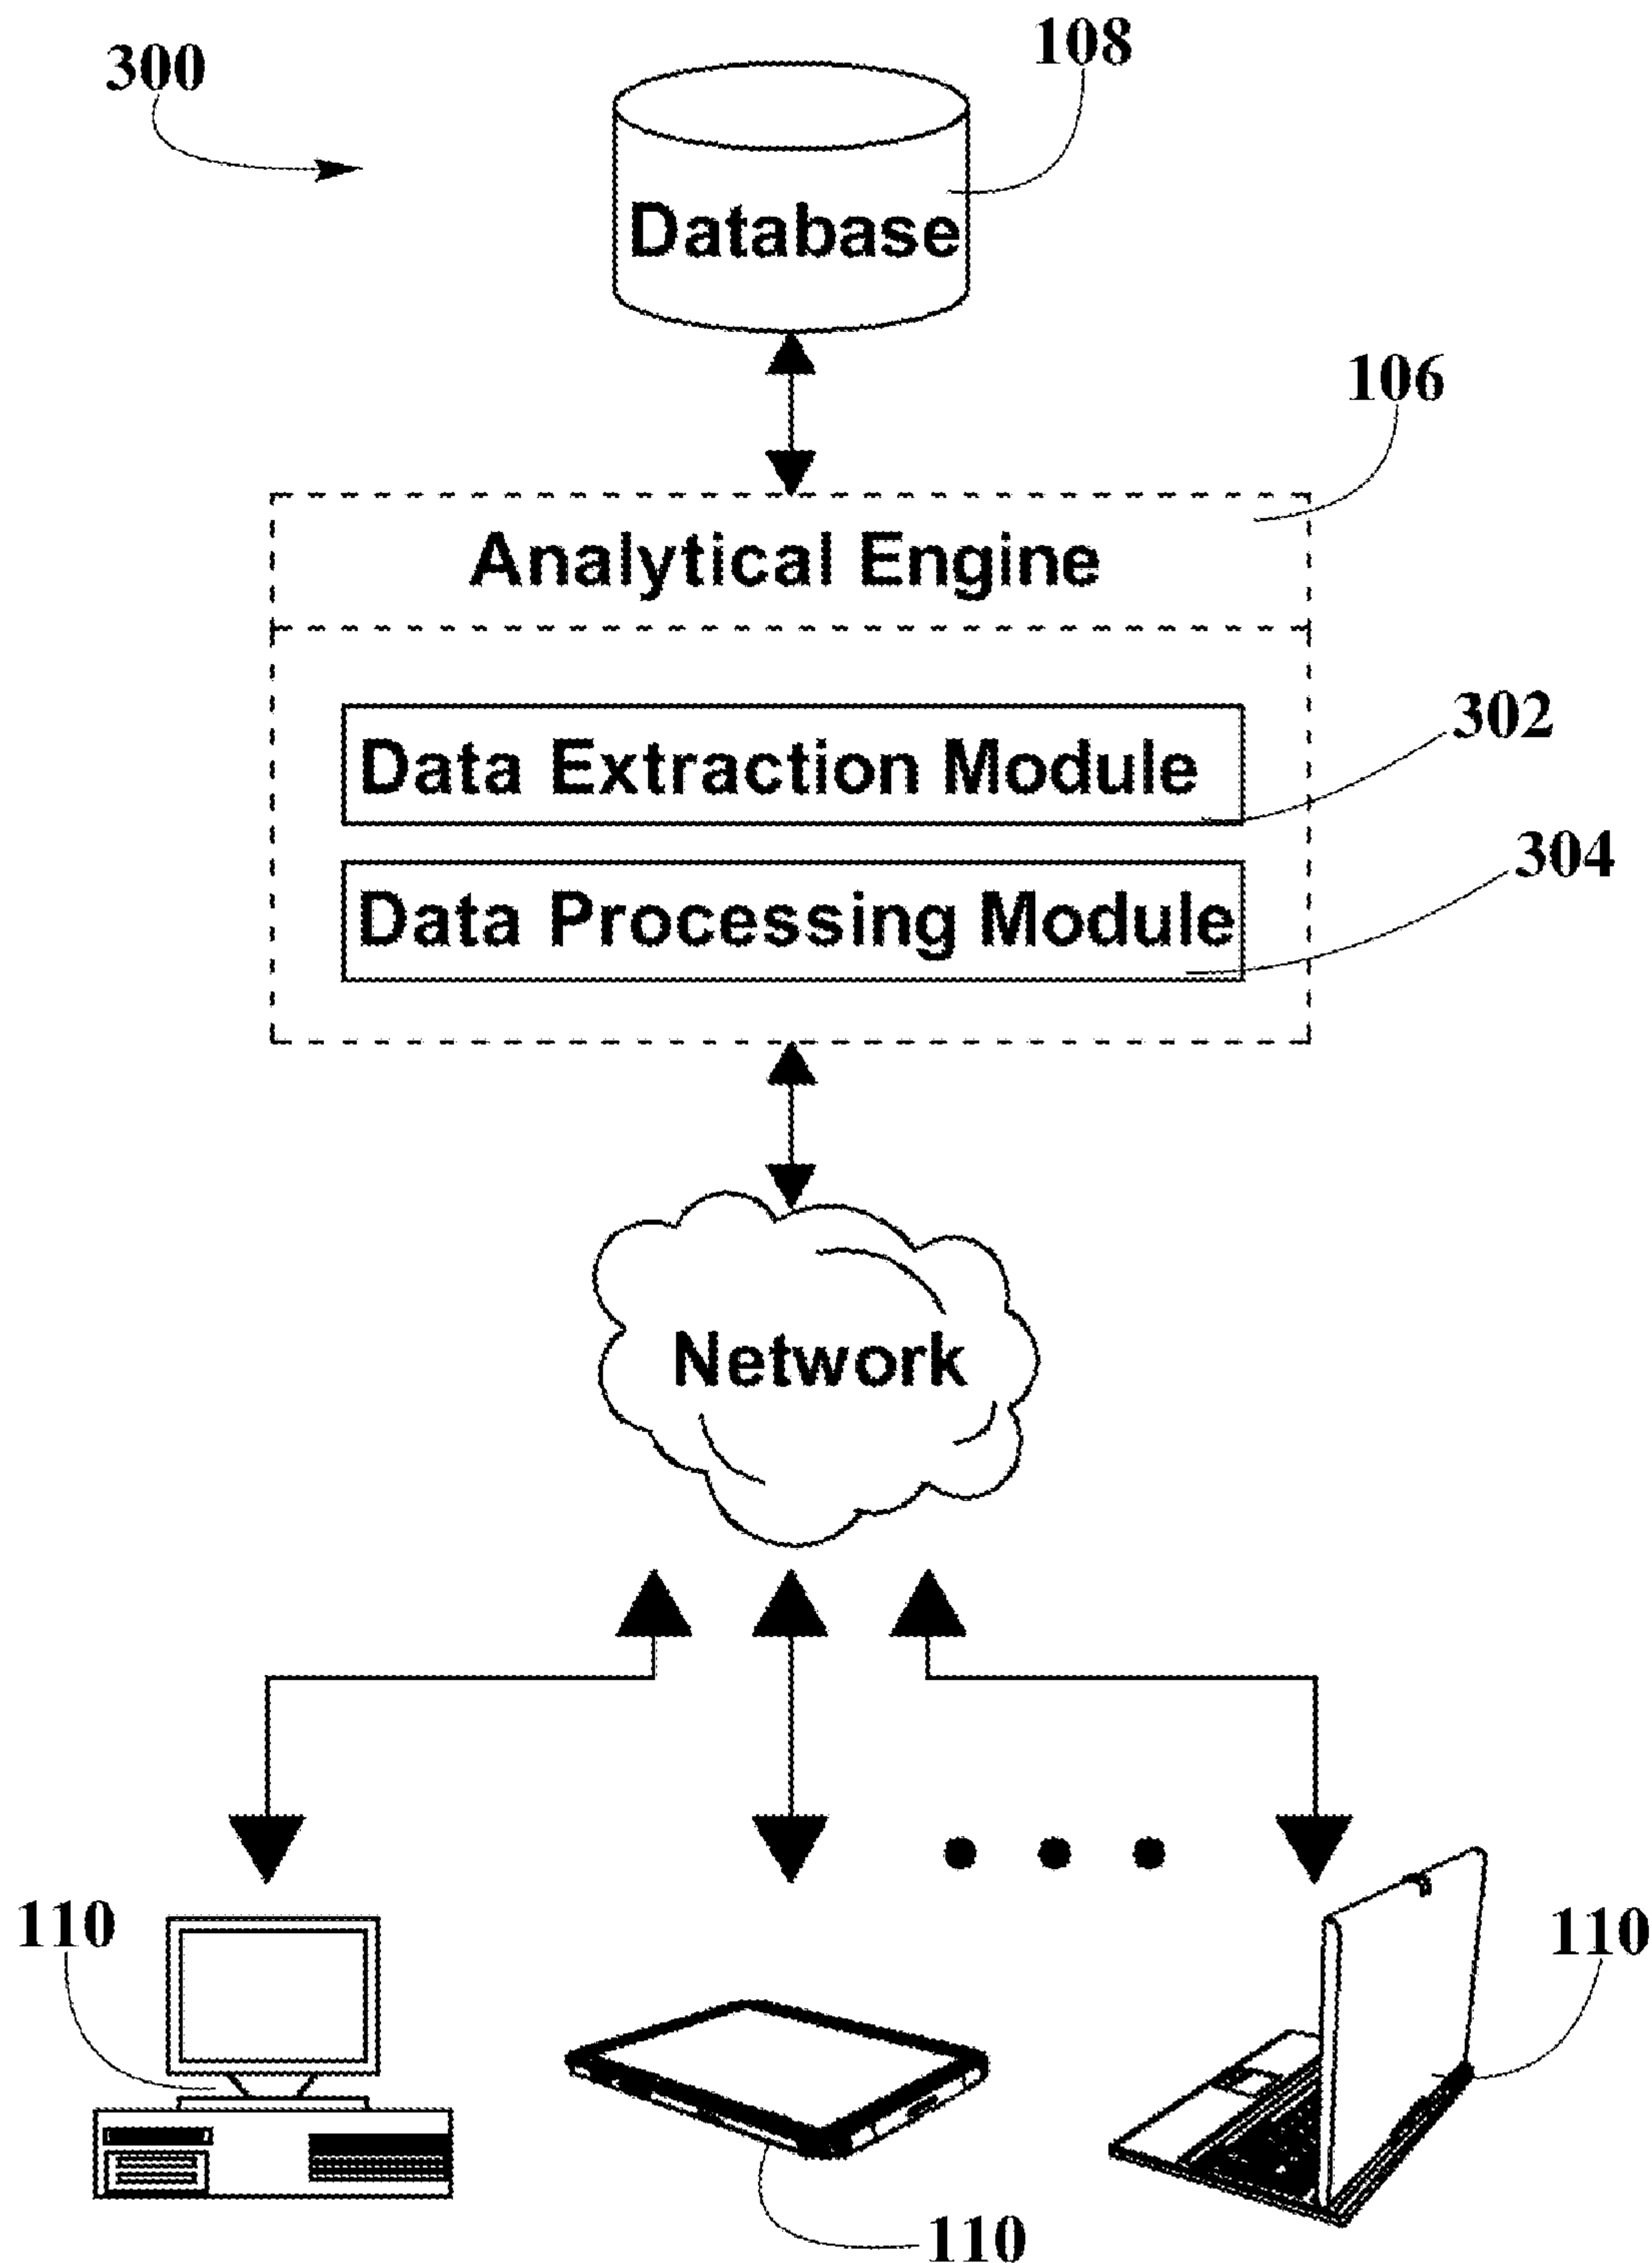 300
108
Database
106
Analytical Engine
302
Data Extraction Module
304
Data Processing Module
Network
110
110
110